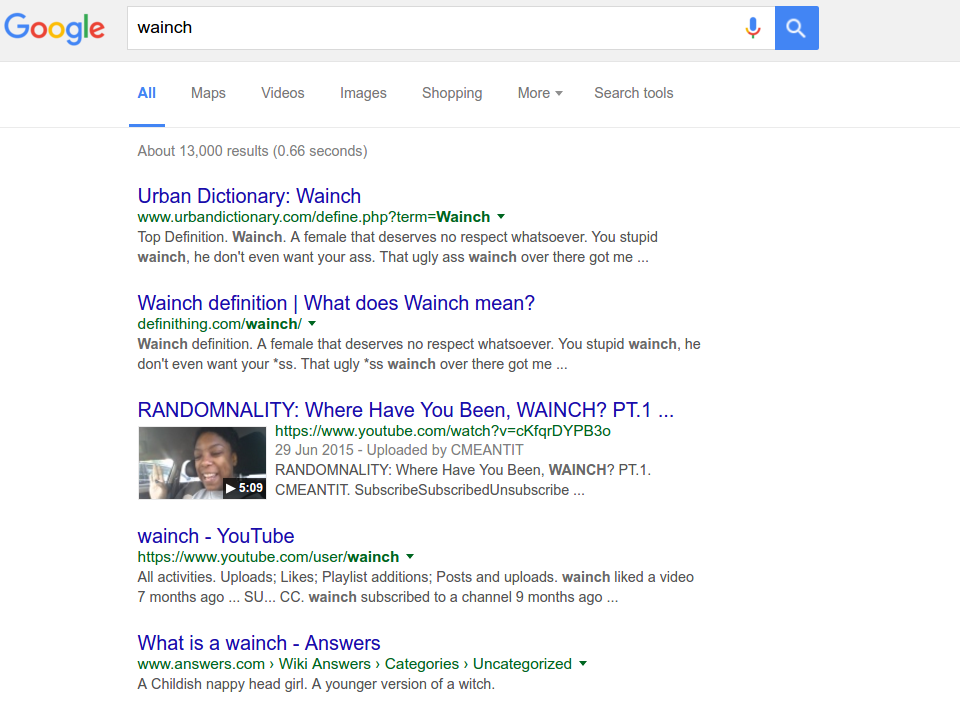 Google
wainch
All Maps Videos Images Shopping More Search tools
About 13,000 results (0.66 seconds)
Urban Dictionary: Wainch
www.urbandictionary.com/define.php?term=Wainch
Top Definition. Wainch. A female that deserves no respect whatsoever. You stupid
wainch, he don't even want your ass. That ugly ass wainch over there got me ...
Wainch definition | What does Wainch mean?
definithing.com/wainch/
Wainch definition. A female that deserves no respect whatsoever. You stupid wainch, he
don't even want your *ss. That ugly *ss wainch over there got me ...
RANDOMNALITY: Where Have You Been, WAINCH? PT.1 ...
https://www.youtube.com/watch?v=cKfqrDYPB3o
29 Jun 2015 - Uploaded by CMEANTIT
RANDOMNALITY: Where Have You Been, WAINCH? PT.1.
CMEANTIT. SubscribeSubscribedUnsubscribe ...
5:09
wainch - YouTube
https://www.youtube.com/user/wainch
All activities. Uploads; Likes; Playlist additions; Posts and uploads. wainch liked a video
7 months ago ... SU... CC. wainch subscribed to a channel 9 months ago ...
What is a wainch - Answers
www.answers.com › Wiki Answers › Categories › Uncategorized
A Childish nappy head girl. A younger version of a witch.